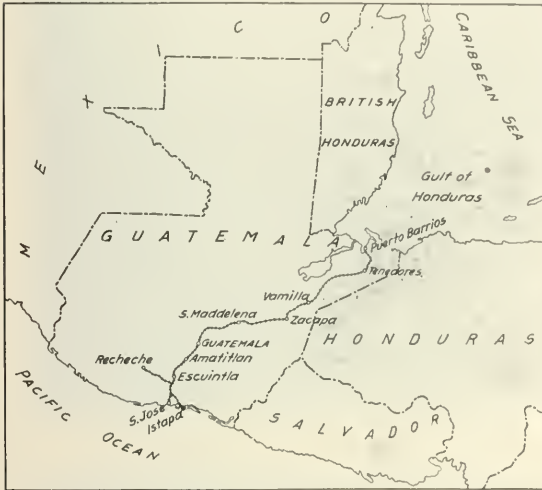 MEXICO
CARIBBEAN SEA
BRITISH
HONDURAS
Gulf of
Honduras
GUATEMALA
Puerto Barrios
Tenedores.
Vamilla
S. Maddelena
Zacapa
HONDURAS
GUATEMALA
Recheche
Amatitlan
Escuintla
S. Jose
Istapa
PACIFIC OCEAN
SALVADOR